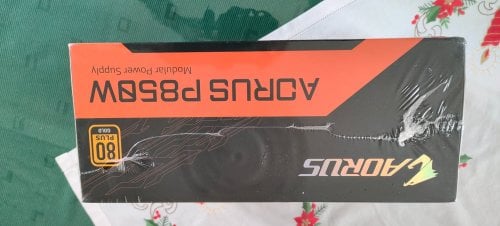 AORUS
AORUS P850W
Modular Power Supply
80
PLUS
GOLD